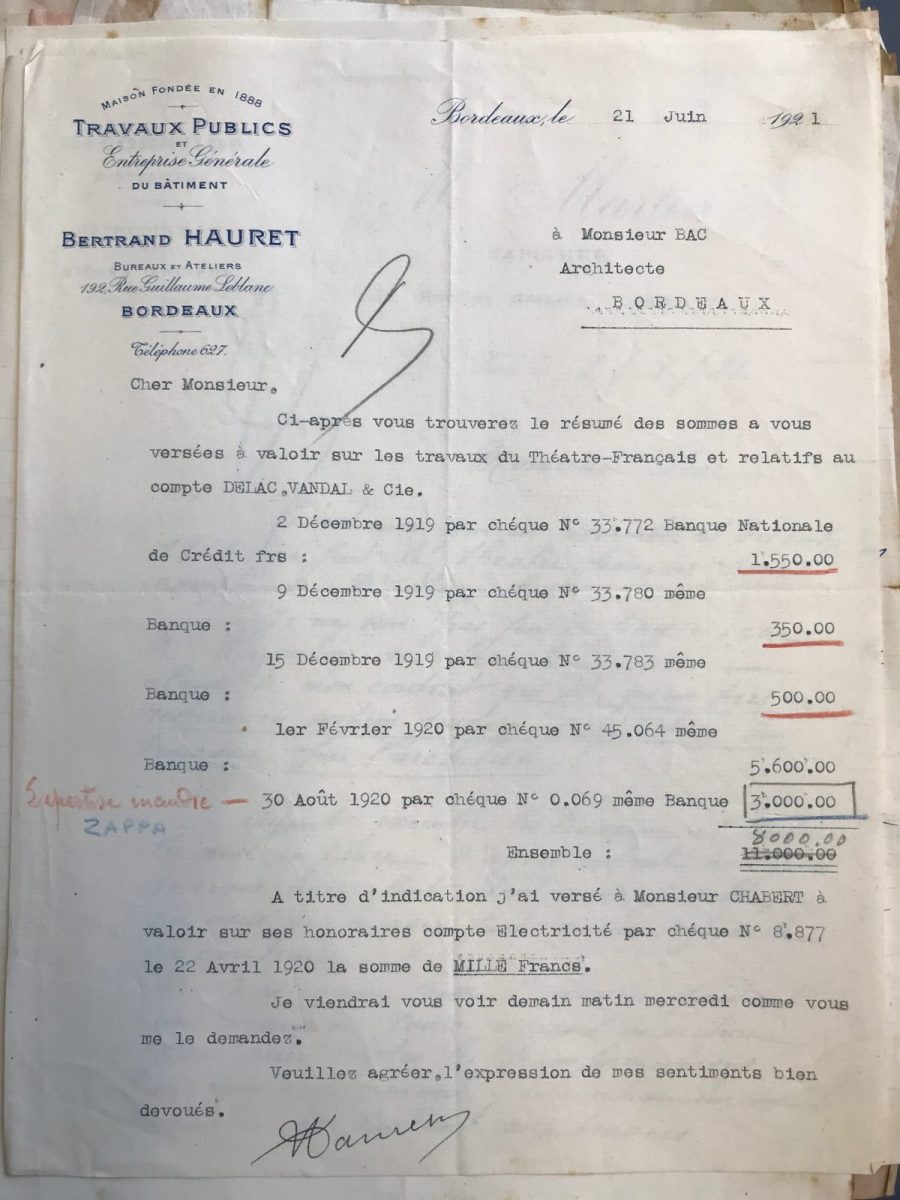 MAISON FONDÉE EN 1888
TRAVAUX PUBLICS
ET
Entreprise Générale
DU BÂTIMENT
BERTRAND HAURET
BUREAUX ET ATELIERS
192, Rue Guillaume Leblanc
BORDEAUX
Téléphone 627.
Bordeaux, le 21 Juin 1921
à Monsieur BAC
Architecte
BORDEAUX
Cher Monsieur.
Ci-après vous trouverez le résumé des sommes a vous
versées à valoir sur les travaux du Théatre-Français et relatifs au
compte DELAC.VANDAL & Cie.
2 Décembre 1919 par chéque N° 33.772 Banque Nationale
de Crédit frs : 1.550.00
9 Décembre 1919 par chéque N° 33.780 même
Banque : 350.00
15 Décembre 1919 par chéque N° 33.783 même
Banque : 500.00
1er Février 1920 par chéque N° 45.064 même
Banque : 5.600.00
Expertise
ZAPPA
30 Août 1920 par chéque N° 0.069 même Banque 3.000.00
8000.00
Ensemble : 11.000.00
A titre d'indication j'ai versé à Monsieur CHABERT à
valoir sur ses honoraires compte Electricité par chéque N° 8.877
le 22 Avril 1920 la somme de MILLE Francs.
Je viendrai vous voir demain matin mercredi comme vous
me le demandez.
Veuillez agréer.l'expression de mes sentiments bien
devoués.
Hauret